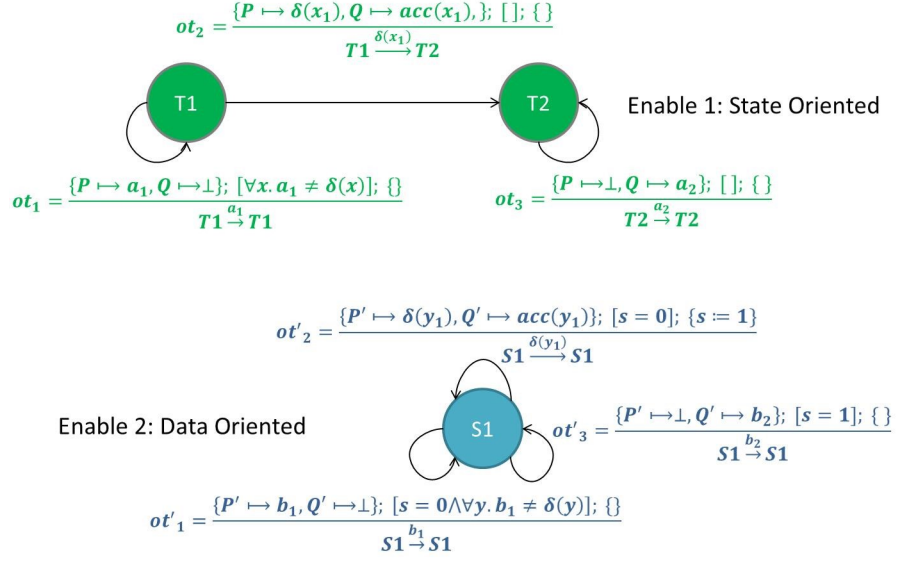 ot₂ = {P ↦ δ(x₁), Q ↦ acc(x₁),}; [ ]; { }
T1 —δ(x₁)→ T2
T1
T2
Enable 1: State Oriented
ot₁ = {P ↦ a₁, Q ↦⊥}; [∀x. a₁ ≠ δ(x)]; {}
T1 —a₁→ T1
ot₃ = {P ↦⊥, Q ↦ a₂}; [ ]; { }
T2 —a₂→ T2
ot′₂ = {P′ ↦ δ(y₁), Q′ ↦ acc(y₁)}; [s = 0]; {s ≔ 1}
S1 —δ(y₁)→ S1
Enable 2: Data Oriented
S1
ot′₃ = {P′ ↦⊥, Q′ ↦ b₂}; [s = 1]; { }
S1 —b₂→ S1
ot′₁ = {P′ ↦ b₁, Q′ ↦⊥}; [s = 0⋀∀y. b₁ ≠ δ(y)]; {}
S1 —b₁→ S1